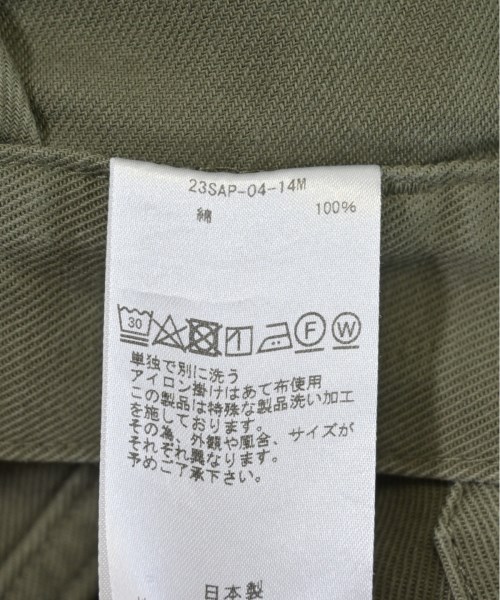 23SAP-04-14M
綿 100%
30 F W
単独で別に洗う
アイロン掛けはあて布使用
この製品は特殊な製品洗い加工
を施しております。
その為、外観や風合、サイズが
それぞれ異なります。
予めご了承下さい。
日本製